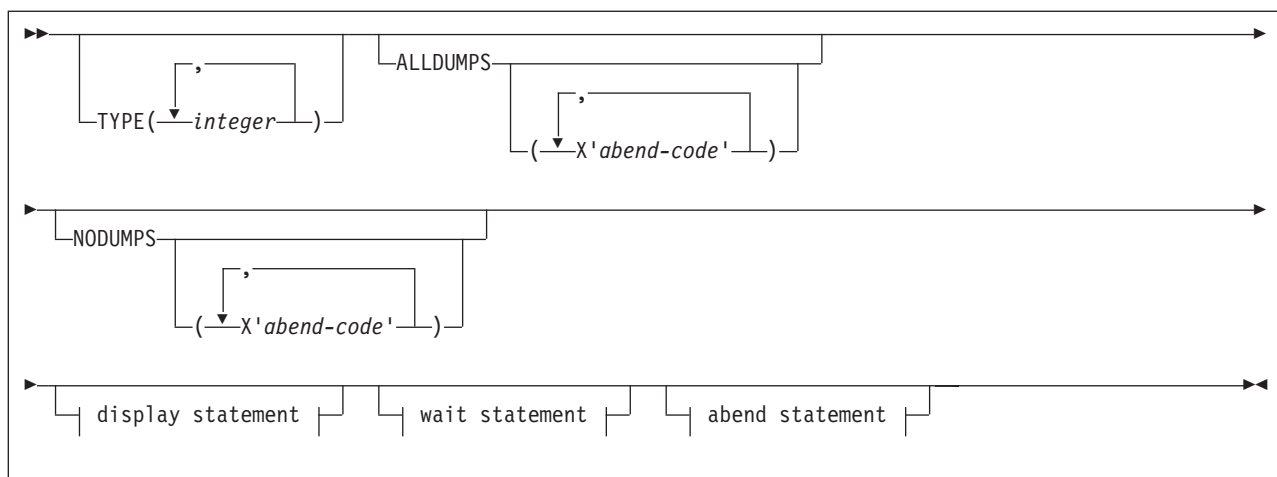 ALLDUMPS
,
,
TYPE( integer )
( X'abend-code' )
NODUMPS
,
( X'abend-code' )
display statement wait statement abend statement